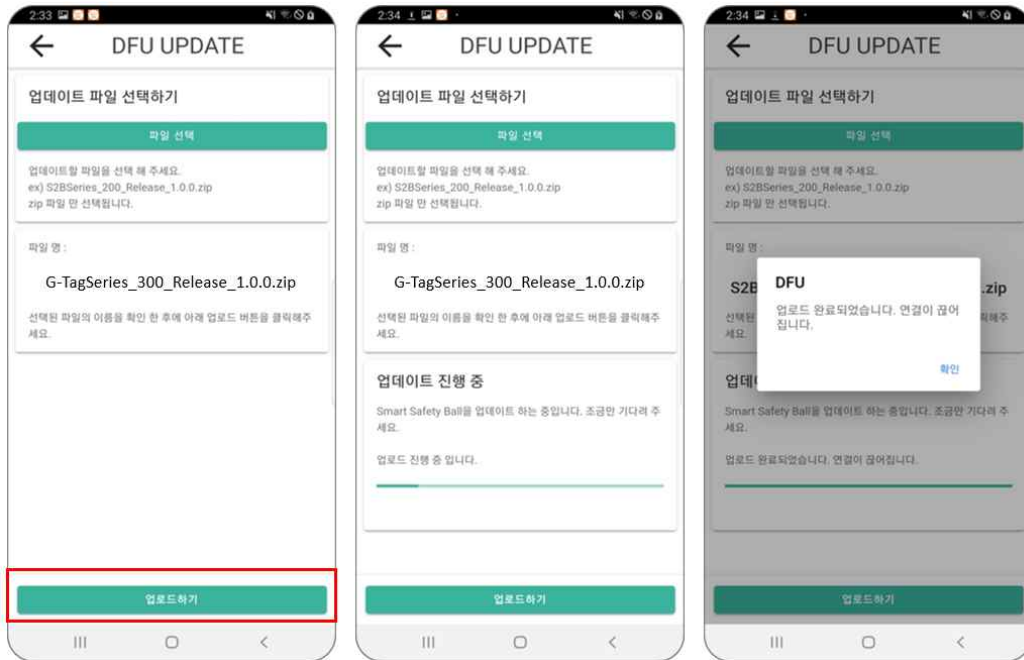 2:33
DFU UPDATE
업데이트 파일 선택하기
파일 선택
업데이트할 파일을 선택 해 주세요.
ex) S2BSeries_200_Release_1.0.0.zip
zip 파일 만 선택됩니다.
파일 명 :
G-TagSeries_300_Release_1.0.0.zip
선택된 파일의 이름을 확인 한 후에 아래 업로드 버튼을 클릭해주
세요.
업로드하기
2:34
DFU UPDATE
업데이트 파일 선택하기
파일 선택
업데이트할 파일을 선택 해 주세요.
ex) S2BSeries_200_Release_1.0.0.zip
zip 파일 만 선택됩니다.
파일 명 :
G-TagSeries_300_Release_1.0.0.zip
선택된 파일의 이름을 확인 한 후에 아래 업로드 버튼을 클릭해주
세요.
업데이트 진행 중
Smart Safety Ball을 업데이트 하는 중입니다. 조금만 기다려 주
세요.
업로드 진행 중 입니다.
업로드하기
2:34
DFU UPDATE
업데이트 파일 선택하기
파일 선택
업데이트할 파일을 선택 해 주세요.
ex) S2BSeries_200_Release_1.0.0.zip
zip 파일 만 선택됩니다.
파일 명 :
S2B .zip
선택된 릭해주
세요.
DFU
업로드 완료되었습니다. 연결이 끊어
집니다.
확인
업데이
Smart Safety Ball을 업데이트 하는 중입니다. 조금만 기다려 주
세요.
업로드 완료되었습니다. 연결이 끊어집니다.
업로드하기